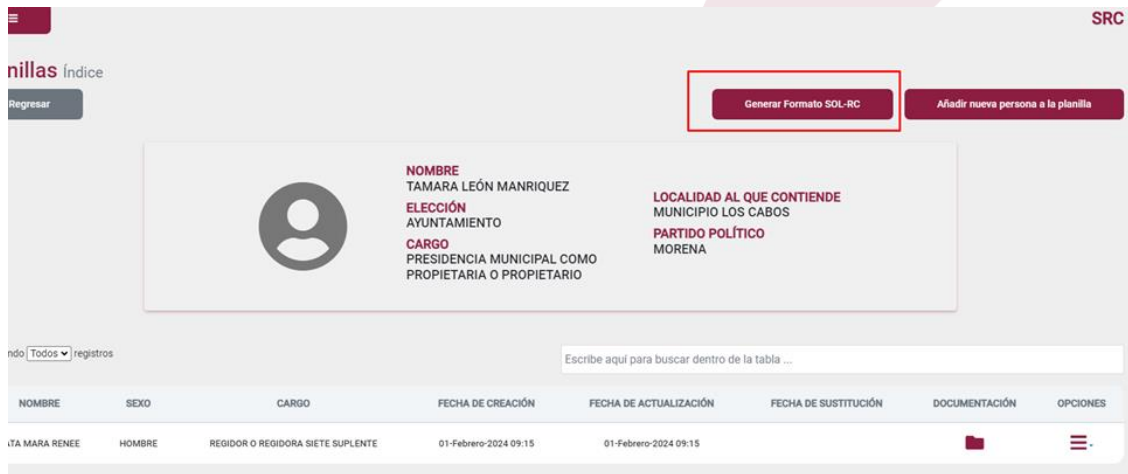 SRC
nillas Índice
Regresar
Generar Formato SOL-RC
Añadir nueva persona a la planilla
NOMBRE
TAMARA LEÓN MANRIQUEZ
ELECCIÓN
AYUNTAMIENTO
CARGO
PRESIDENCIA MUNICIPAL COMO
PROPIETARIA O PROPIETARIO
LOCALIDAD AL QUE CONTIENDE
MUNICIPIO LOS CABOS
PARTIDO POLÍTICO
MORENA
ndo Todos registros
Escribe aquí para buscar dentro de la tabla ...
NOMBRE SEXO CARGO FECHA DE CREACIÓN FECHA DE ACTUALIZACIÓN FECHA DE SUSTITUCIÓN DOCUMENTACIÓN OPCIONES
ATA MARA RENEE HOMBRE REGIDOR O REGIDORA SIETE SUPLENTE 01-Febrero-2024 09:15 01-Febrero-2024 09:15